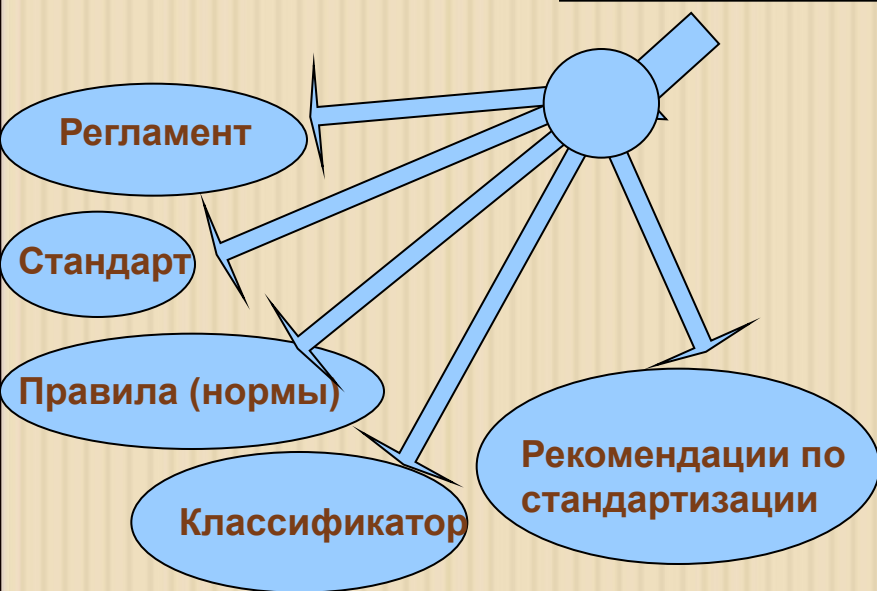 Регламент
Стандарт
Правила (нормы)
Классификатор
Рекомендации по
стандартизации